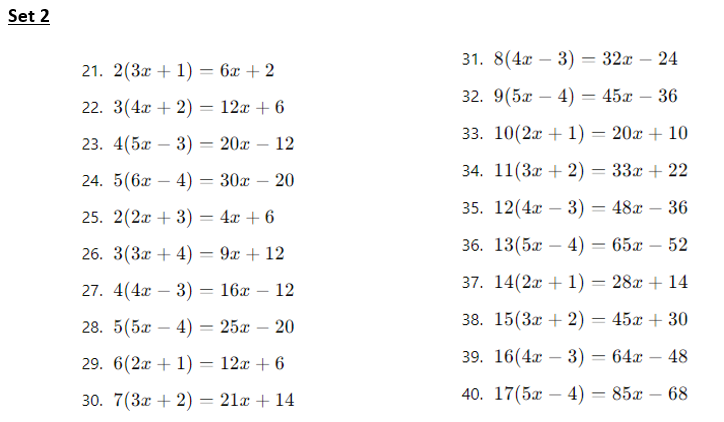 Set 2
21. 2(3x + 1) = 6x + 2
22. 3(4x + 2) = 12x + 6
23. 4(5x − 3) = 20x − 12
24. 5(6x − 4) = 30x − 20
25. 2(2x + 3) = 4x + 6
26. 3(3x + 4) = 9x + 12
27. 4(4x − 3) = 16x − 12
28. 5(5x − 4) = 25x − 20
29. 6(2x + 1) = 12x + 6
30. 7(3x + 2) = 21x + 14
31. 8(4x − 3) = 32x − 24
32. 9(5x − 4) = 45x − 36
33. 10(2x + 1) = 20x + 10
34. 11(3x + 2) = 33x + 22
35. 12(4x − 3) = 48x − 36
36. 13(5x − 4) = 65x − 52
37. 14(2x + 1) = 28x + 14
38. 15(3x + 2) = 45x + 30
39. 16(4x − 3) = 64x − 48
40. 17(5x − 4) = 85x − 68